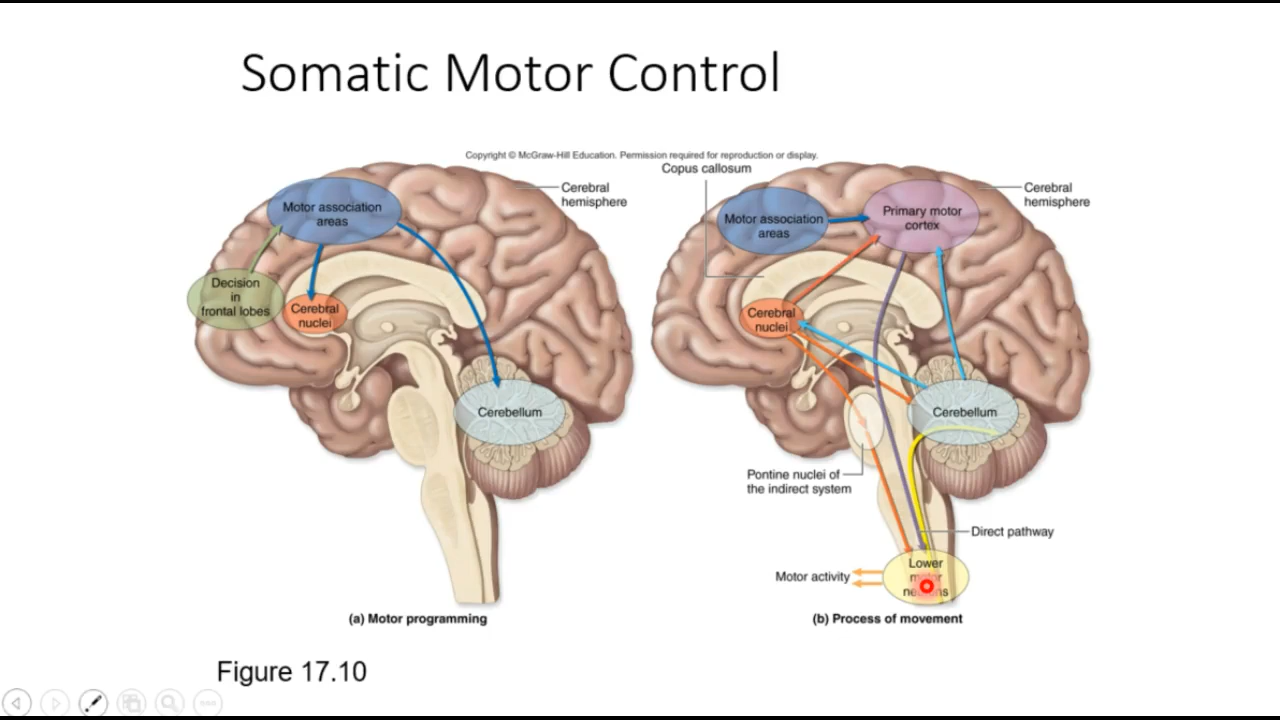 Somatic Motor Control
Copyright © McGraw-Hill Education. Permission required for reproduction or display.
Cerebral
hemisphere
Motor association
areas
Decision
in
frontal lobes
Cerebral
nuclei
Cerebellum
(a) Motor programming
Copus callosum
Cerebral
hemisphere
Motor association
areas
Primary motor
cortex
Cerebral
nuclei
Cerebellum
Pontine nuclei of
the indirect system
Direct pathway
Motor activity
Lower
motor
neurons
(b) Process of movement
Figure 17.10